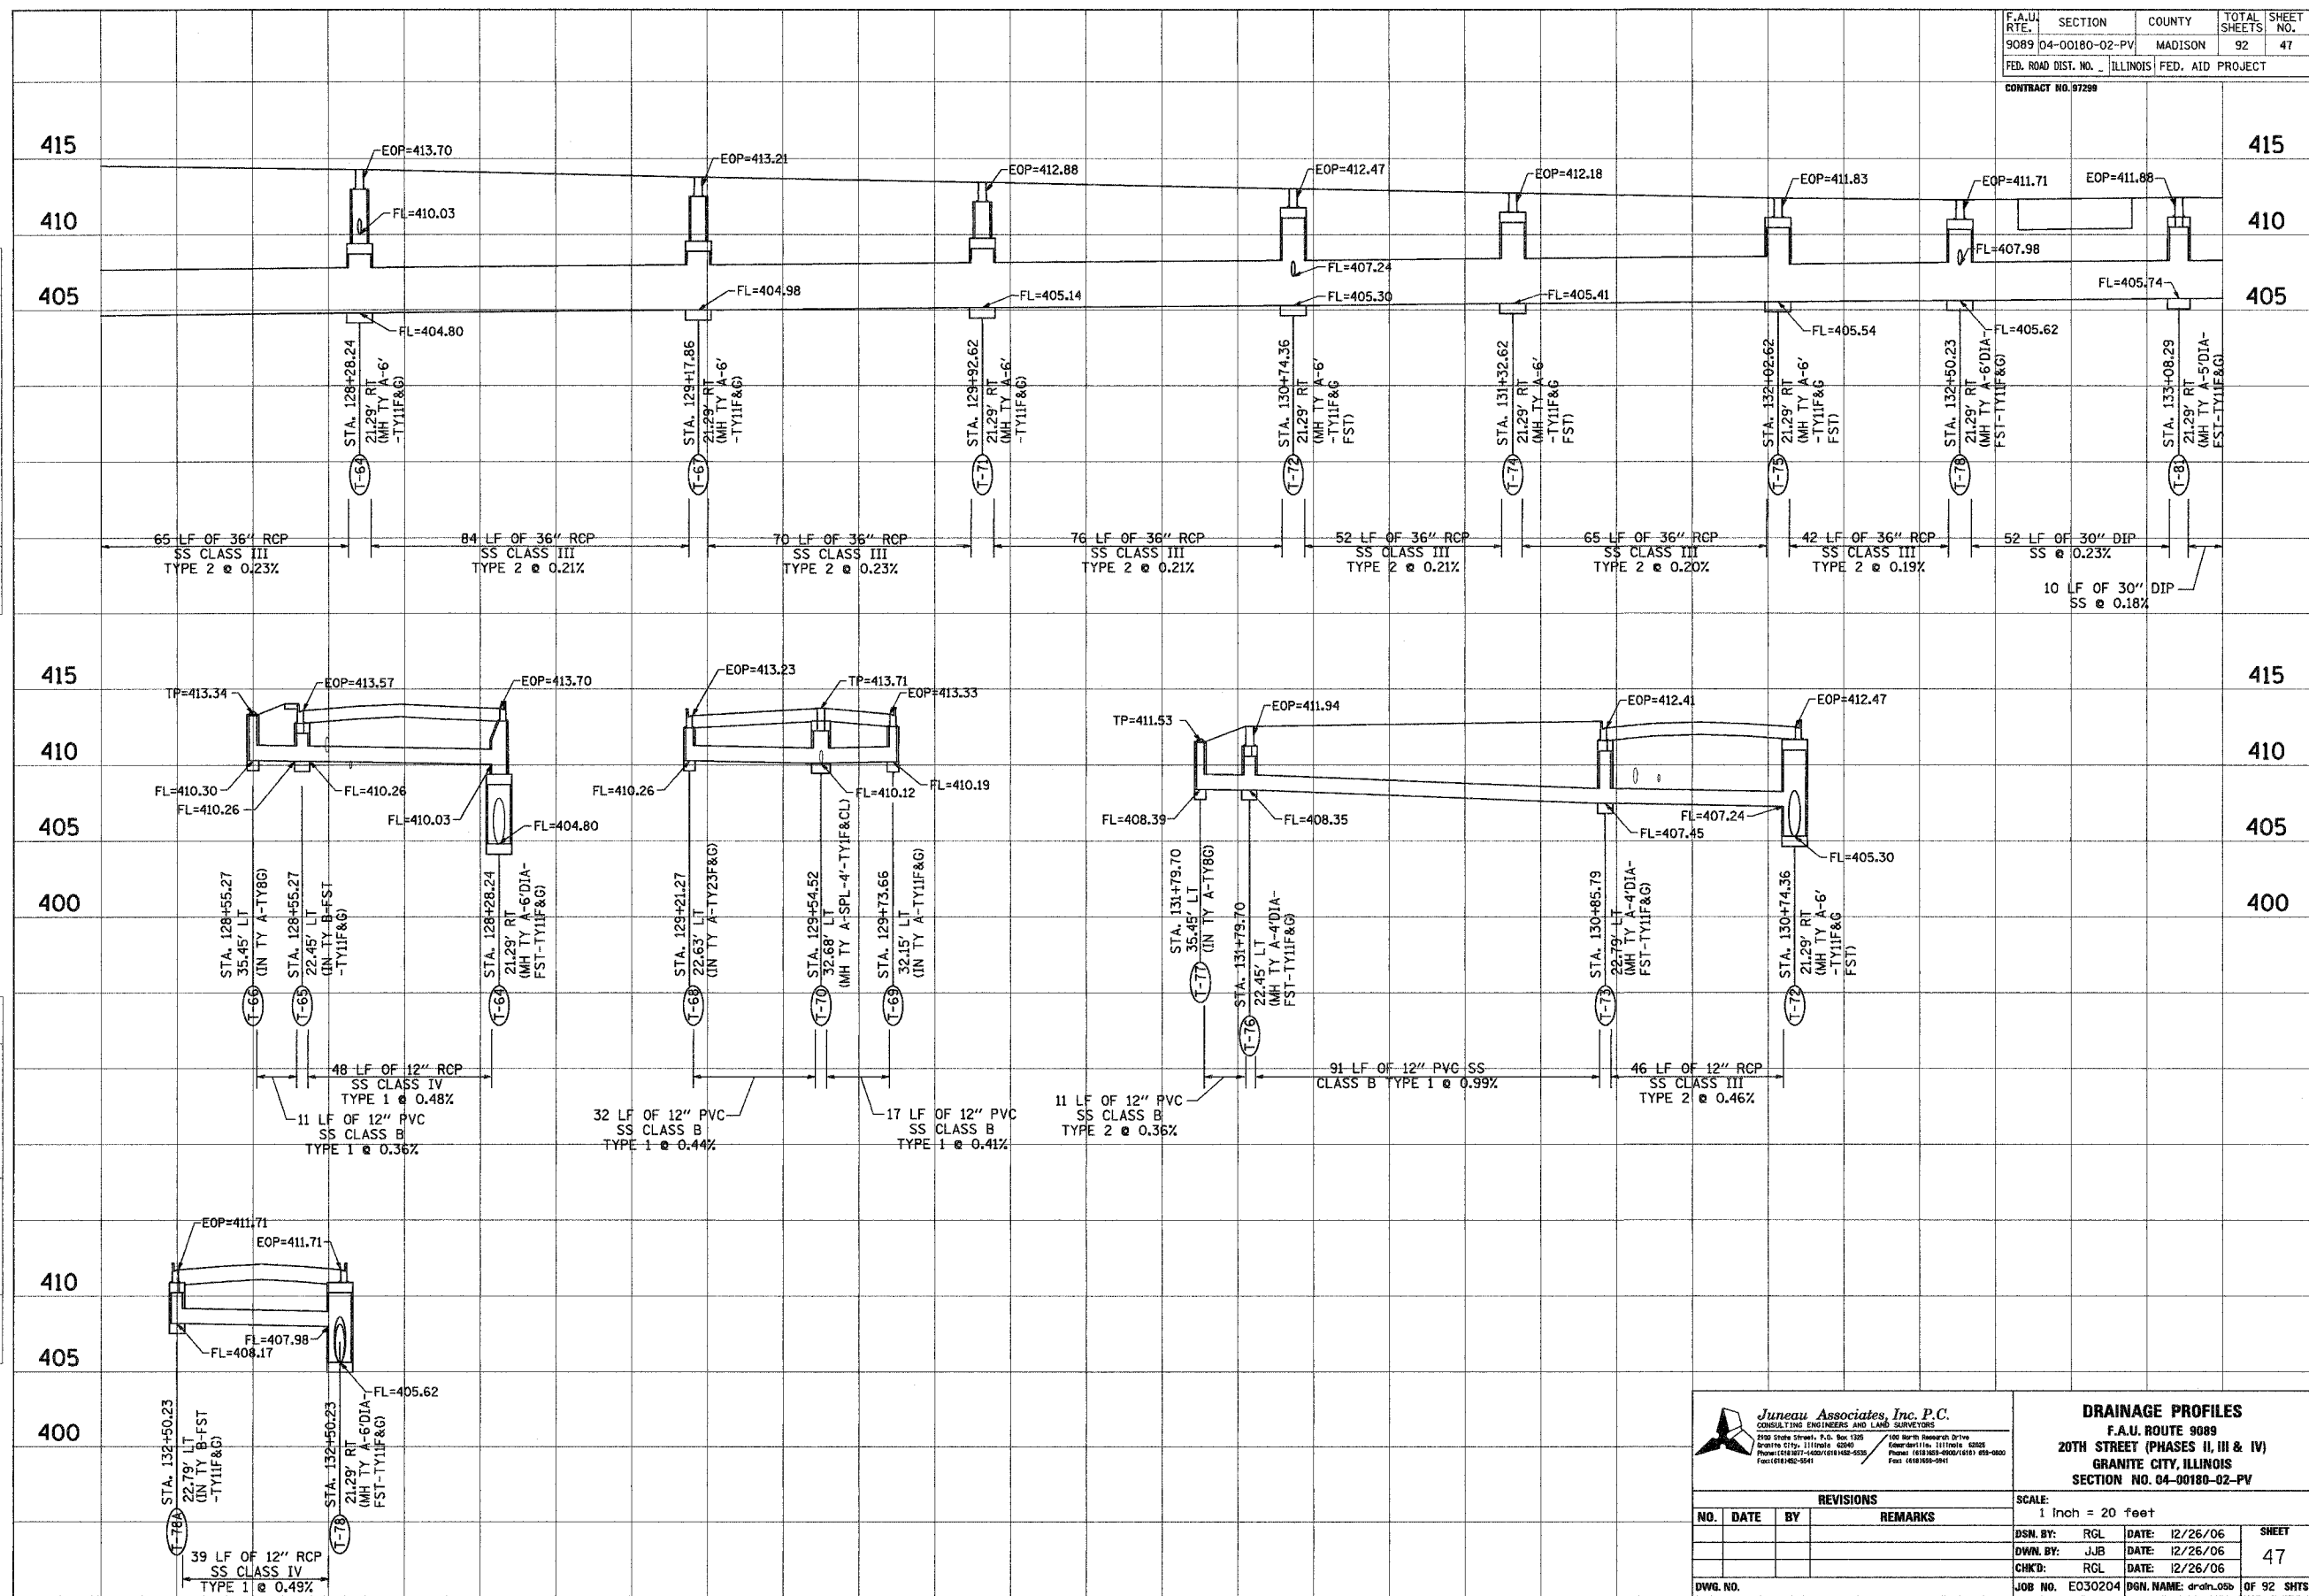 F.A.U. RTE. SECTION COUNTY TOTAL SHEETS SHEET NO.
9089 04-00180-02-PV MADISON 92 47
FED. ROAD DIST. NO. _ ILLINOIS FED. AID PROJECT
CONTRACT NO. 97299
415 415
EOP=413.70
EOP=413.21
EOP=412.88
EOP=412.47
EOP=412.18
EOP=411.83
EOP=411.71
EOP=411.88
410 410
FL=410.03
FL=407.24
FL=407.98
405 405
FL=404.80
FL=404.98
FL=405.14
FL=405.30
FL=405.41
FL=405.54
FL=405.62
FL=405.74
STA. 128+28.24
21.29' RT
(MH TY A-6'
-TY11F&G)
T-64
STA. 129+17.86
21.29' RT
(MH TY A-6'
-TY11F&G)
T-67
STA. 129+92.62
21.29' RT
(MH TY A-6'
-TY11F&G)
T-71
STA. 130+74.36
21.29' RT
(MH TY A-6'
-TY11F&G
FST)
T-72
STA. 131+32.62
21.29' RT
(MH TY A-6'
-TY11F&G
FST)
T-74
STA. 132+02.62
21.29' RT
(MH TY A-6'
-TY11F&G
FST)
T-75
STA. 132+50.23
21.29' RT
(MH TY A-6'DIA-
FST-TY11F&G)
T-78
STA. 133+08.29
21.29' RT
(MH TY A-5'DIA-
FST-TY11F&G)
T-81
65 LF OF 36" RCP
SS CLASS III
TYPE 2 @ 0.23%
84 LF OF 36" RCP
SS CLASS III
TYPE 2 @ 0.21%
70 LF OF 36" RCP
SS CLASS III
TYPE 2 @ 0.23%
76 LF OF 36" RCP
SS CLASS III
TYPE 2 @ 0.21%
52 LF OF 36" RCP
SS CLASS III
TYPE 2 @ 0.21%
65 LF OF 36" RCP
SS CLASS III
TYPE 2 @ 0.20%
42 LF OF 36" RCP
SS CLASS III
TYPE 2 @ 0.19%
52 LF OF 30" DIP
SS @ 0.23%
10 LF OF 30" DIP
SS @ 0.18%
415 415
TP=413.34
EOP=413.57
EOP=413.70
EOP=413.23
TP=413.71
EOP=413.33
TP=411.53
EOP=411.94
EOP=412.41
EOP=412.47
410 410
FL=410.30
FL=410.26
FL=410.26
FL=410.03
FL=404.80
FL=410.26
FL=410.12
FL=410.19
FL=408.39
FL=408.35
FL=407.45
FL=407.24
FL=405.30
405 405
400 400
STA. 128+55.27
35.45' LT
(IN TY A-TY8G)
T-66
STA. 128+55.27
22.45' LT
(IN TY B-FST
-TY11F&G)
T-65
STA. 128+28.24
21.29' RT
(MH TY A-6'DIA-
FST-TY11F&G)
T-64
STA. 129+21.27
22.63' LT
(IN TY A-TY23F&G)
T-68
STA. 129+54.52
32.68' LT
(MH TY A-SPL-4'-TY1F&CL)
T-70
STA. 129+73.66
32.15' LT
(IN TY A-TY11F&G)
T-69
STA. 131+79.70
35.45' LT
(IN TY A-TY8G)
T-77
STA. 131+79.70
22.45' LT
(MH TY A-4'DIA-
FST-TY11F&G)
T-76
STA. 130+85.79
22.79' LT
(MH TY A-4'DIA-
FST-TY11F&G)
T-73
STA. 130+74.36
21.29' RT
(MH TY A-6'
-TY11F&G
FST)
T-72
48 LF OF 12" RCP
SS CLASS IV
TYPE 1 @ 0.48%
11 LF OF 12" PVC
SS CLASS B
TYPE 1 @ 0.36%
32 LF OF 12" PVC
SS CLASS B
TYPE 1 @ 0.44%
17 LF OF 12" PVC
SS CLASS B
TYPE 1 @ 0.41%
11 LF OF 12" PVC
SS CLASS B
TYPE 2 @ 0.36%
91 LF OF 12" PVC SS
CLASS B TYPE 1 @ 0.99%
46 LF OF 12" RCP
SS CLASS III
TYPE 2 @ 0.46%
EOP=411.71
EOP=411.71
410
FL=407.98
FL=408.17
405
FL=405.62
400
STA. 132+50.23
22.79' LT
(IN TY B-FST
-TY11F&G)
T-78A
STA. 132+50.23
21.29' RT
(MH TY A-6'DIA-
FST-TY11F&G)
T-78
39 LF OF 12" RCP
SS CLASS IV
TYPE 1 @ 0.49%
Juneau Associates, Inc. P.C.
CONSULTING ENGINEERS AND LAND SURVEYORS
2100 State Street, P.O. Box 1325
Granite City, Illinois 62040
100 North Research Drive
Edwardsville, Illinois 62025
DRAINAGE PROFILES
F.A.U. ROUTE 9089
20TH STREET (PHASES II, III & IV)
GRANITE CITY, ILLINOIS
SECTION NO. 04-00180-02-PV
REVISIONS
NO. DATE BY REMARKS
DWG. NO.
SCALE:
1 inch = 20 feet
DSN. BY: RGL DATE: 12/26/06
DWN. BY: JJB DATE: 12/26/06
CHK'D: RGL DATE: 12/26/06
SHEET
47
JOB NO. E030204 DGN. NAME: drain_05b OF 92 SHTS